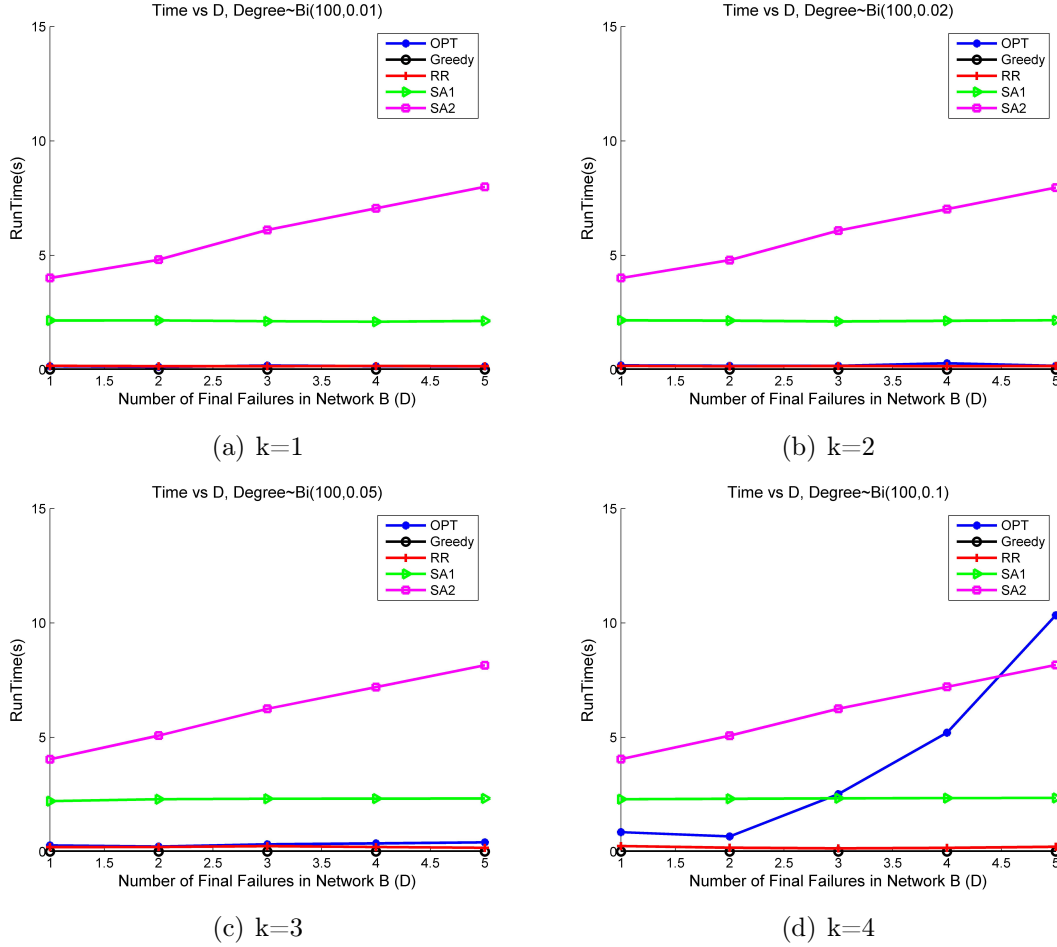 Time vs D, Degree~Bi(100,0.01)
15
10
5
0
RunTime(s)
OPT
Greedy
RR
SA1
SA2
1 1.5 2 2.5 3 3.5 4 4.5 5
Number of Final Failures in Network B (D)
(a) k=1
Time vs D, Degree~Bi(100,0.02)
15
10
5
0
RunTime(s)
OPT
Greedy
RR
SA1
SA2
1 1.5 2 2.5 3 3.5 4 4.5 5
Number of Final Failures in Network B (D)
(b) k=2
Time vs D, Degree~Bi(100,0.05)
15
10
5
0
RunTime(s)
OPT
Greedy
RR
SA1
SA2
1 1.5 2 2.5 3 3.5 4 4.5 5
Number of Final Failures in Network B (D)
(c) k=3
Time vs D, Degree~Bi(100,0.1)
15
10
5
0
RunTime(s)
OPT
Greedy
RR
SA1
SA2
1 1.5 2 2.5 3 3.5 4 4.5 5
Number of Final Failures in Network B (D)
(d) k=4